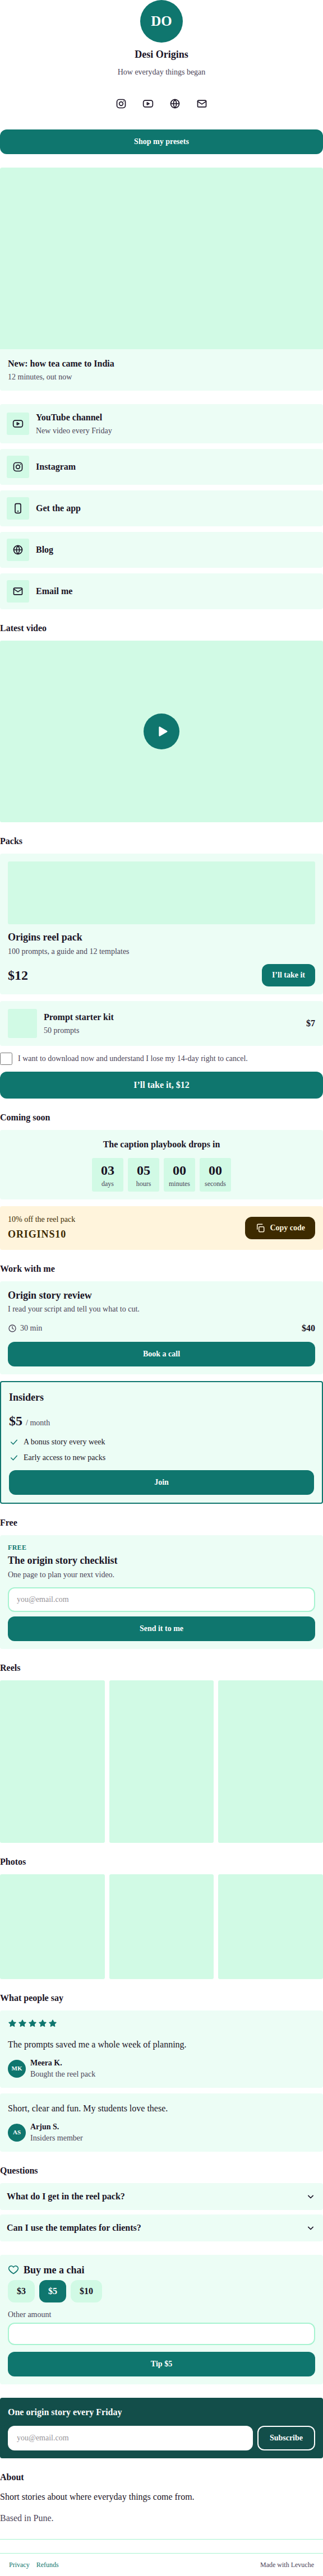 DO
Desi Origins
How everyday things began
Shop my presets
New: how tea came to India
12 minutes, out now
YouTube channel
New video every Friday
Instagram
Get the app
Blog
Email me
Latest video
Packs
Origins reel pack
100 prompts, a guide and 12 templates
$12
I'll take it
Prompt starter kit
50 prompts
$7
I want to download now and understand I lose my 14-day right to cancel.
I'll take it, $12
Coming soon
The caption playbook drops in
03 05 00 00
days hours minutes seconds
10% off the reel pack
ORIGINS10
Copy code
Work with me
Origin story review
I read your script and tell you what to cut.
30 min
$40
Book a call
Insiders
$5 / month
A bonus story every week
Early access to new packs
Join
Free
FREE
The origin story checklist
One page to plan your next video.
you@email.com
Send it to me
Reels
Photos
What people say
The prompts saved me a whole week of planning.
MK
Meera K.
Bought the reel pack
Short, clear and fun. My students love these.
AS
Arjun S.
Insiders member
Questions
What do I get in the reel pack?
Can I use the templates for clients?
Buy me a chai
$3 $5 $10
Other amount
Tip $5
One origin story every Friday
you@email.com
Subscribe
About
Short stories about where everyday things come from.
Based in Pune.
Privacy Refunds
Made with Levuche